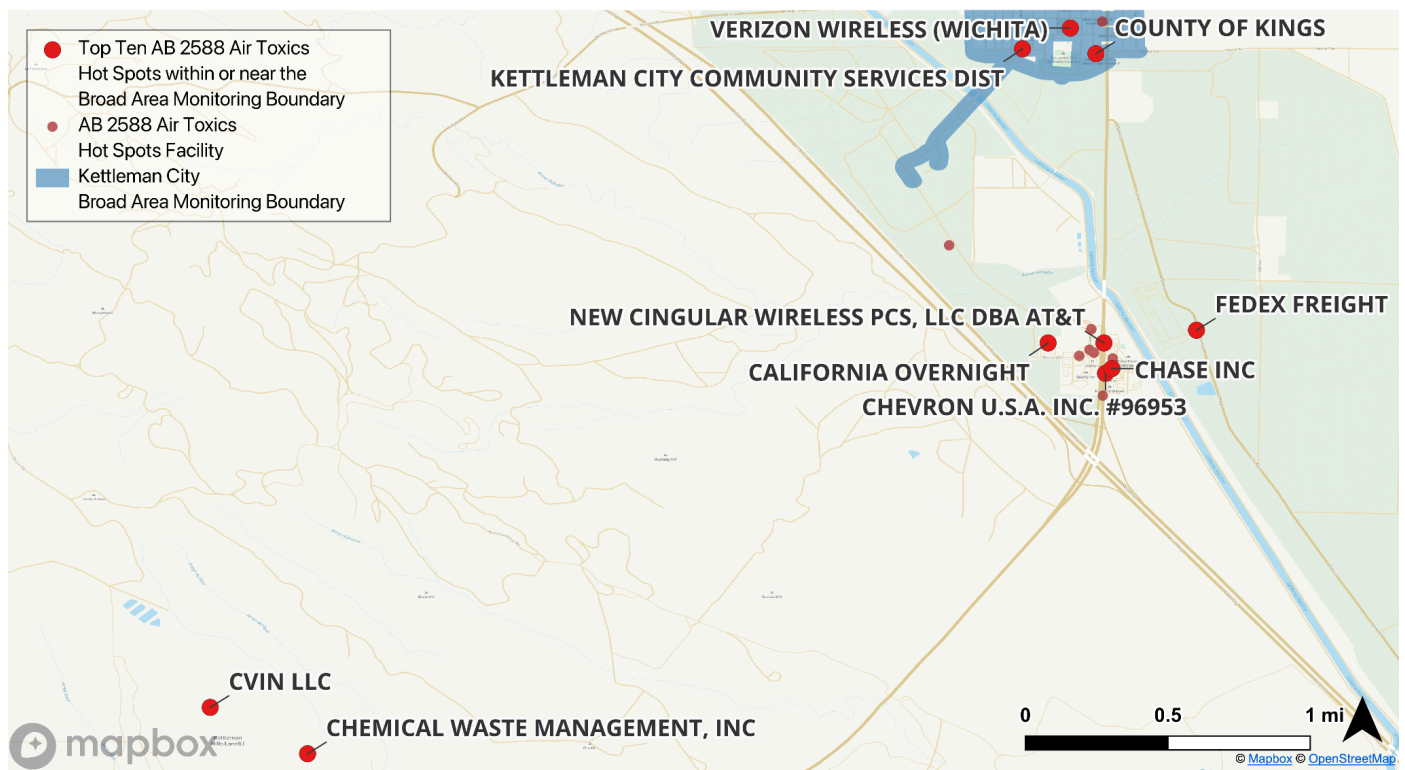 VERIZON WIRELESS (WICHITA)
COUNTY OF KINGS
KETTLEMAN CITY COMMUNITY SERVICES DIST
Top Ten AB 2588 Air Toxics
Hot Spots within or near the
Broad Area Monitoring Boundary
AB 2588 Air Toxics
Hot Spots Facility
Kettleman City
Broad Area Monitoring Boundary
FEDEX FREIGHT
NEW CINGULAR WIRELESS PCS, LLC DBA AT&T
CALIFORNIA OVERNIGHT
CHASE INC
CHEVRON U.S.A. INC. #96953
CVIN LLC
CHEMICAL WASTE MANAGEMENT, INC
0 0.5 1 mi
mapbox
© Mapbox © OpenStreetMap